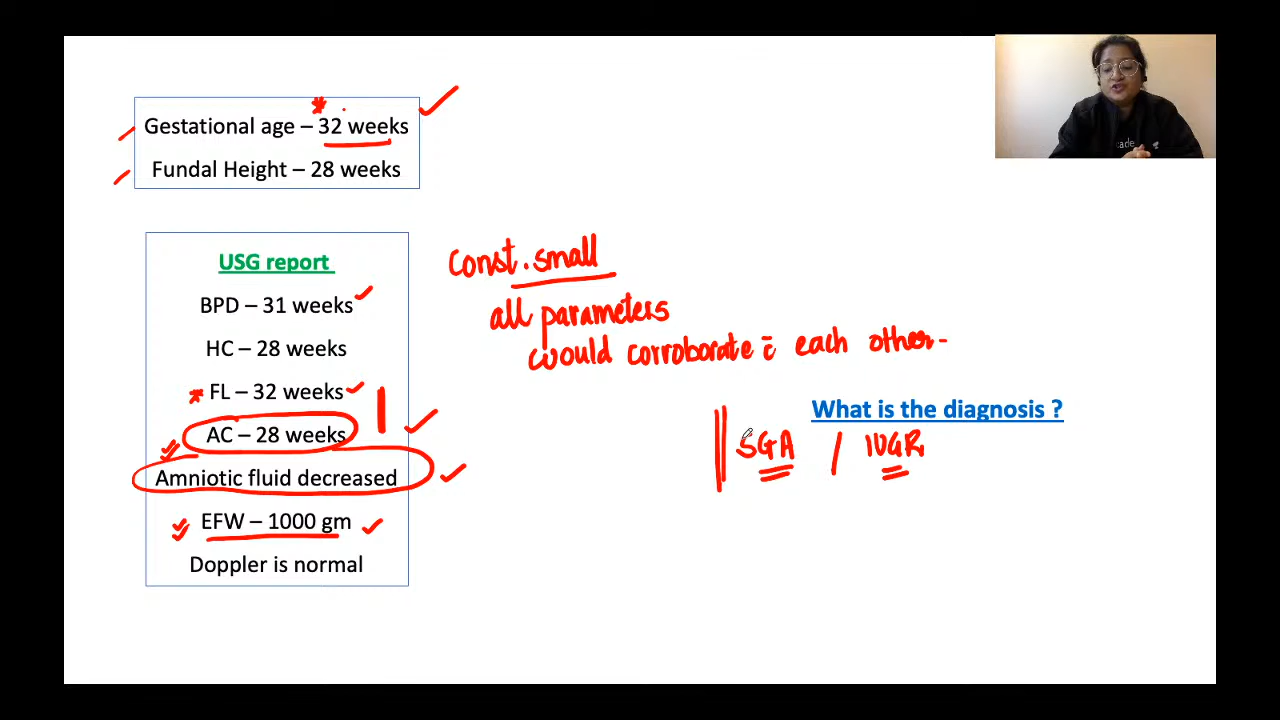 Gestational age – 32 weeks
Fundal Height – 28 weeks
USG report
BPD – 31 weeks
HC – 28 weeks
FL – 32 weeks
AC – 28 weeks
Amniotic fluid decreased
EFW – 1000 gm
Doppler is normal
Const. small
all parameters
would corroborate c̄ each other.
What is the diagnosis ?
SGA / IUGR
cade